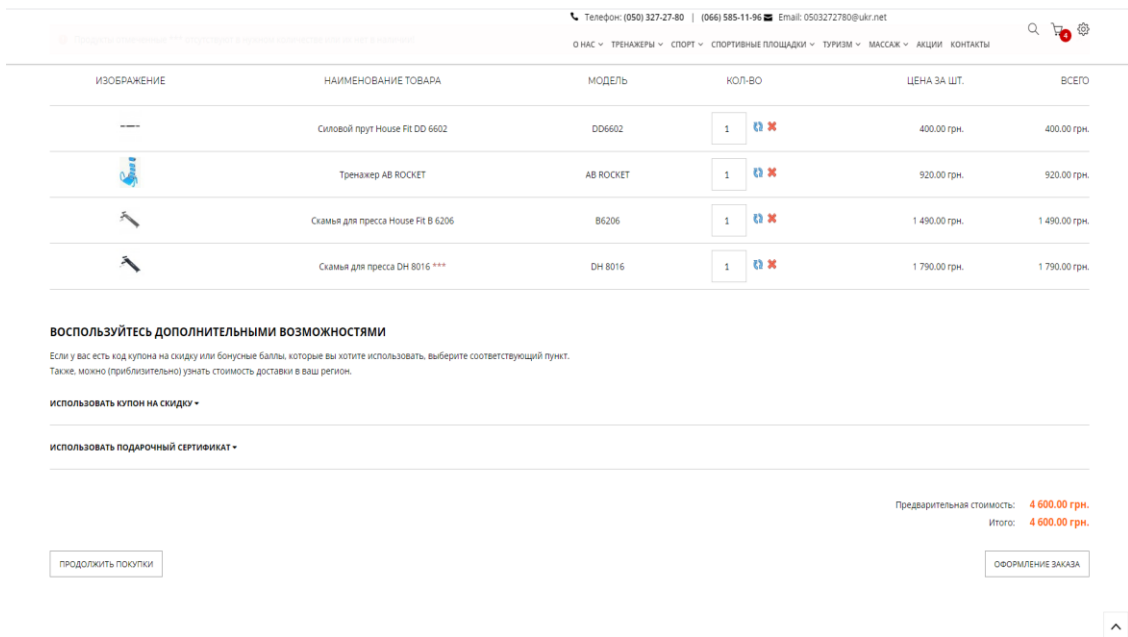 Телефон: (050) 327-27-80 | (066) 585-11-96 Email: 0503272780@ukr.net
4
О НАС ТРЕНАЖЕРЫ СПОРТ СПОРТИВНЫЕ ПЛОЩАДКИ ТУРИЗМ МАССАЖ АКЦИИ КОНТАКТЫ
ИЗОБРАЖЕНИЕ НАИМЕНОВАНИЕ ТОВАРА МОДЕЛЬ КОЛ-ВО ЦЕНА ЗА ШТ. ВСЕГО
Силовой прут House Fit DD 6602 DD6602 1 400.00 грн. 400.00 грн.
Тренажер AB ROCKET AB ROCKET 1 920.00 грн. 920.00 грн.
Скамья для пресса House Fit B 6206 B6206 1 1 490.00 грн. 1 490.00 грн.
Скамья для пресса DH 8016 *** DH 8016 1 1 790.00 грн. 1 790.00 грн.
ВОСПОЛЬЗУЙТЕСЬ ДОПОЛНИТЕЛЬНЫМИ ВОЗМОЖНОСТЯМИ
Если у вас есть код купона на скидку или бонусные баллы, которые вы хотите использовать, выберите соответствующий пункт.
Также, можно (приблизительно) узнать стоимость доставки в ваш регион.
ИСПОЛЬЗОВАТЬ КУПОН НА СКИДКУ
ИСПОЛЬЗОВАТЬ ПОДАРОЧНЫЙ СЕРТИФИКАТ
Предварительная стоимость: 4 600.00 грн.
Итого: 4 600.00 грн.
ПРОДОЛЖИТЬ ПОКУПКИ ОФОРМЛЕНИЕ ЗАКАЗА